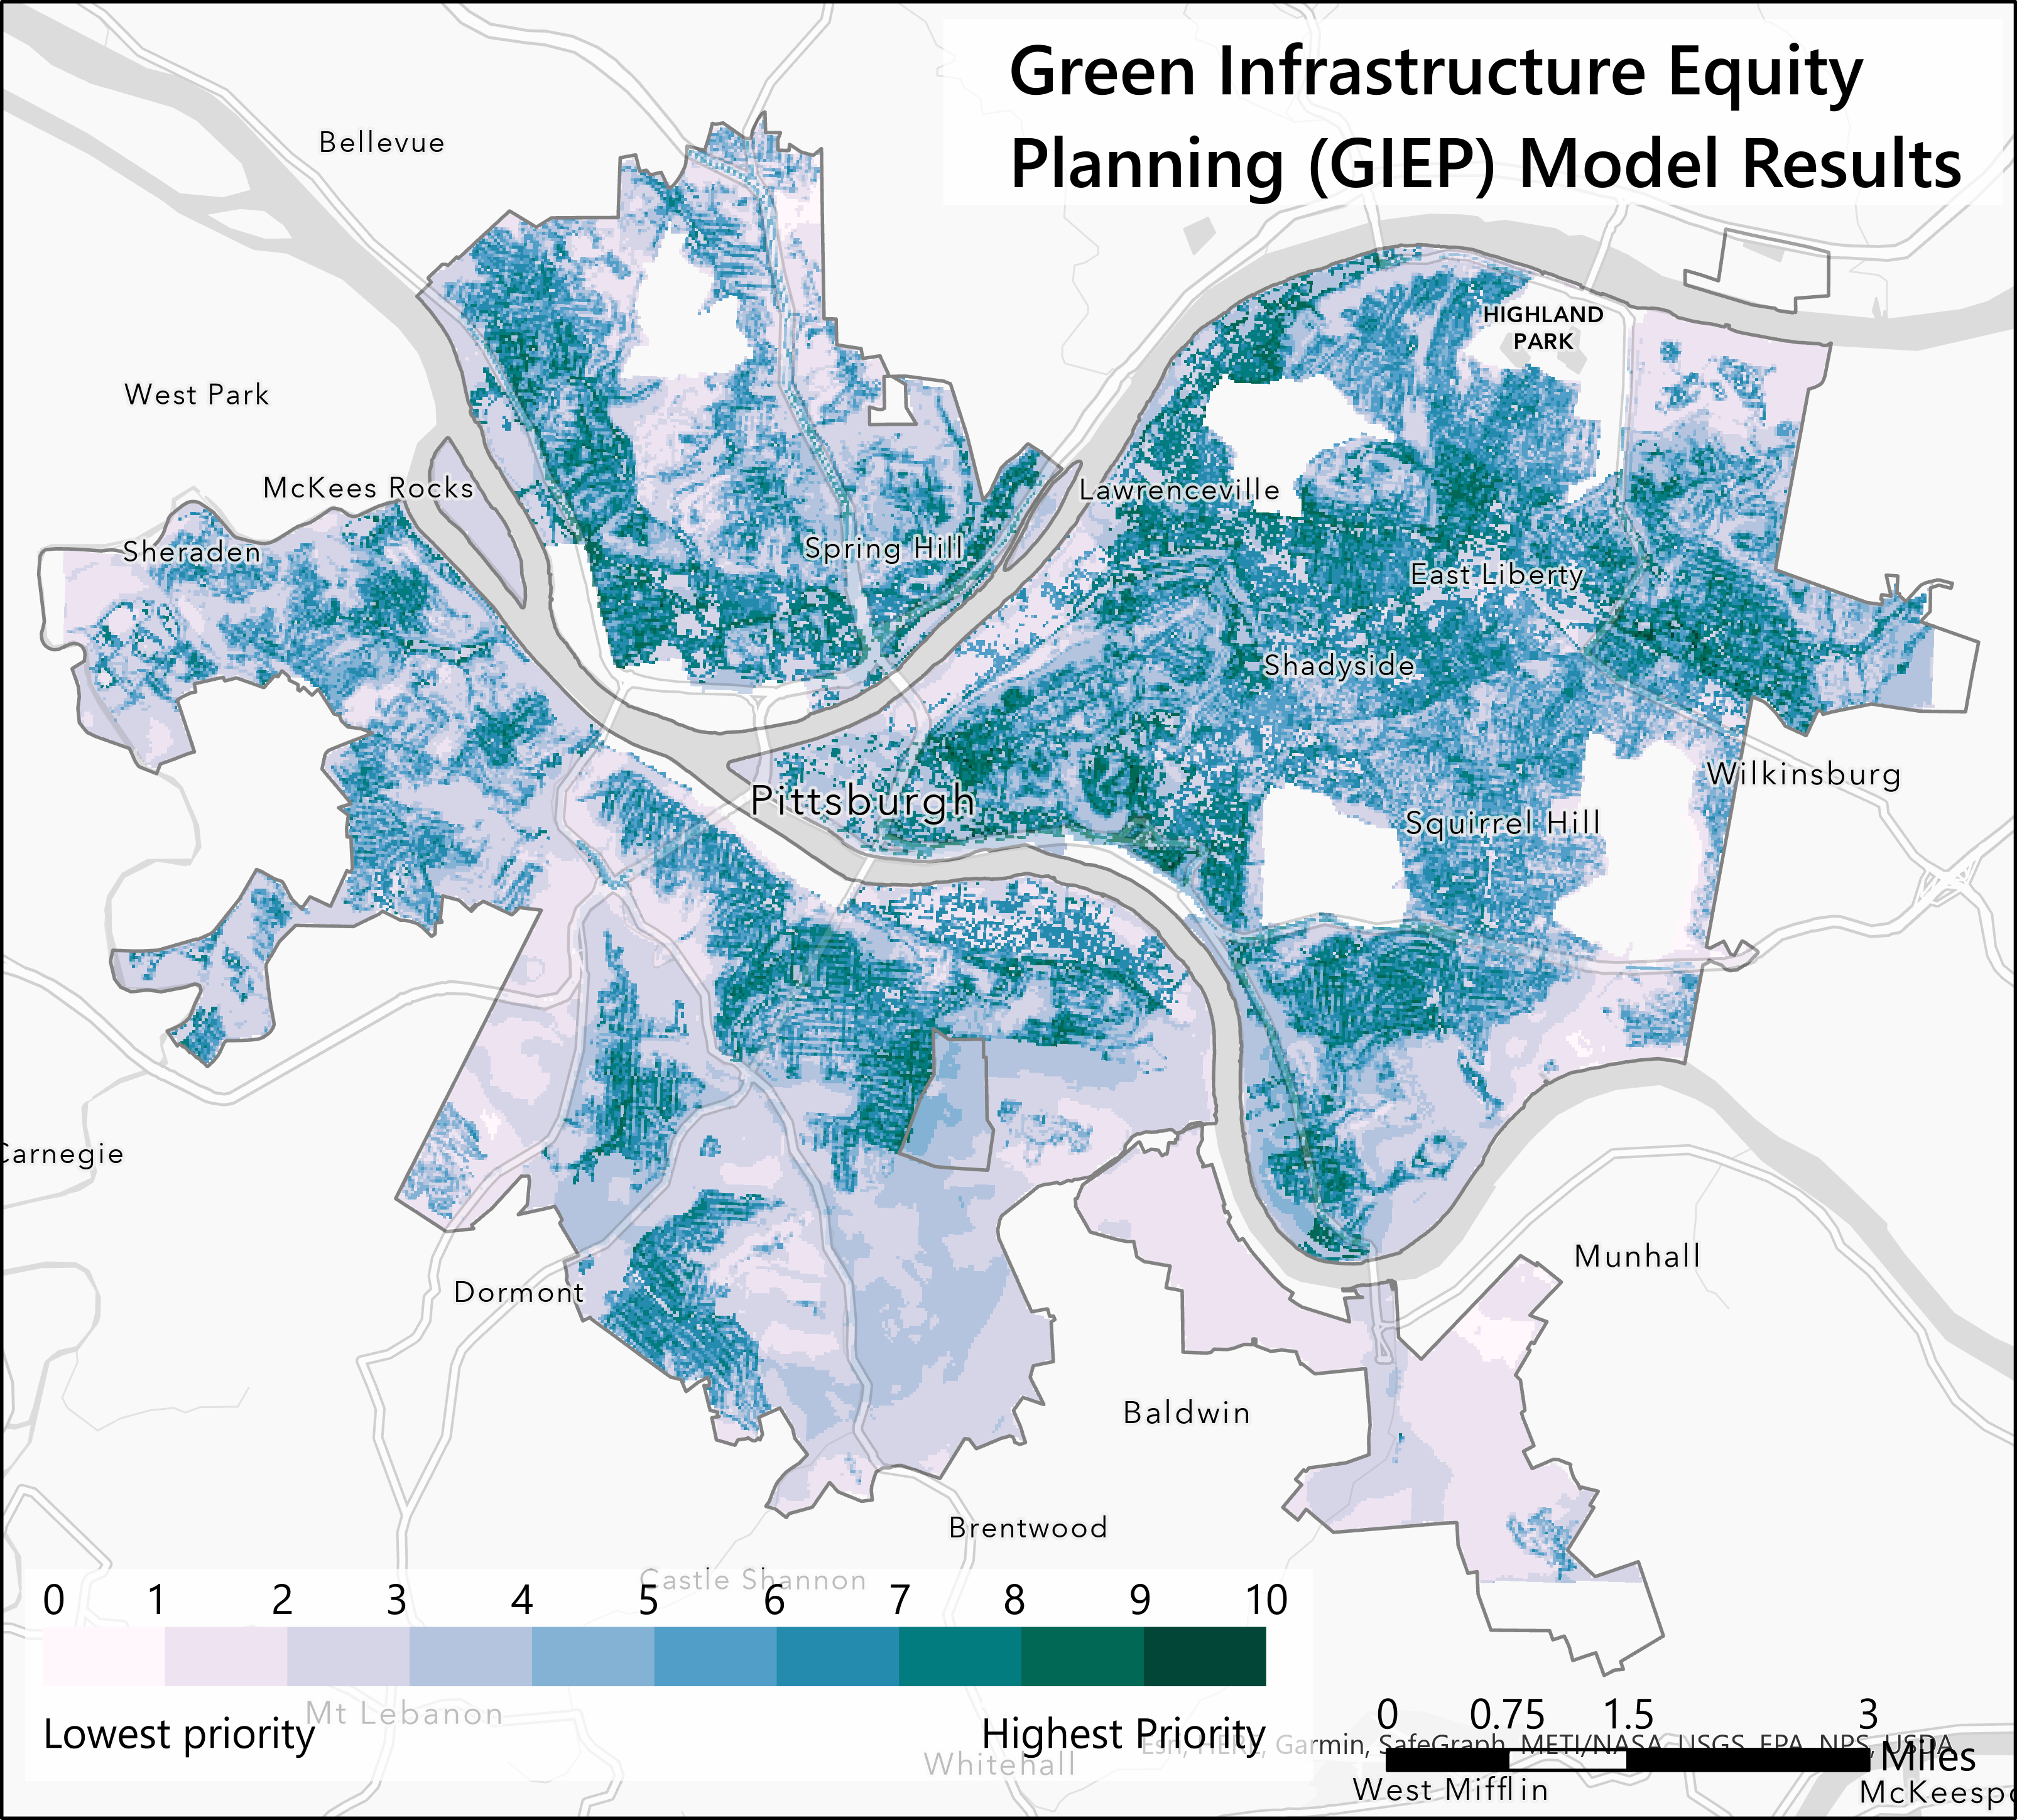 Green Infrastructure Equity
Planning (GIEP) Model Results
Bellevue
HIGHLAND
PARK
West Park
McKees Rocks
Lawrenceville
Sheraden
Spring Hill
East Liberty
Shadyside
Pittsburgh
Wilkinsburg
Squirrel Hill
Carnegie
Munhall
Dormont
Baldwin
Brentwood
Castle Shannon
0 1 2 3 4 5 6 7 8 9 10
Mt Lebanon
Lowest priority
Highest Priority
Whitehall
0 0.75 1.5 3
Esri, HERE, Garmin, SafeGraph, METI/NASA, USGS, EPA, NPS, USDA
Miles
West Mifflin
McKeespo